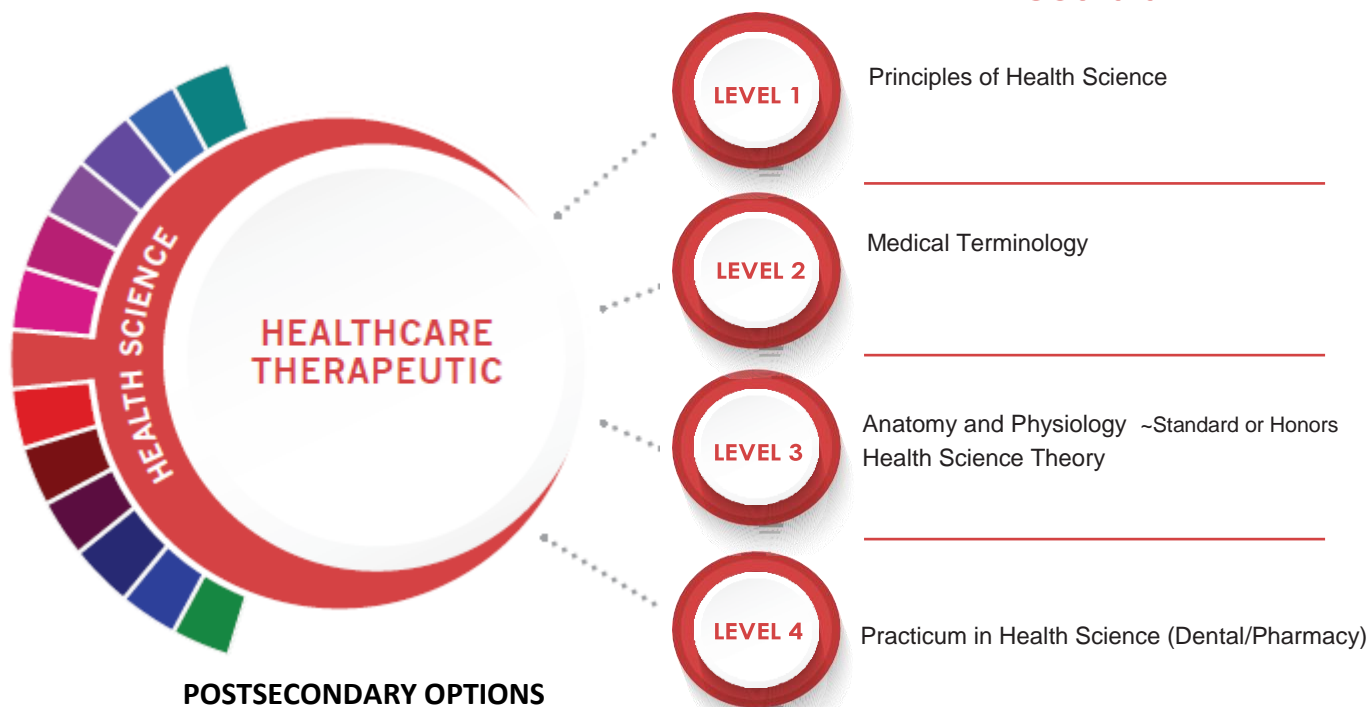 HEALTH SCIENCE
HEALTHCARE
THERAPEUTIC
LEVEL 1
Principles of Health Science
LEVEL 2
Medical Terminology
LEVEL 3
Anatomy and Physiology ~Standard or Honors
Health Science Theory
LEVEL 4
Practicum in Health Science (Dental/Pharmacy)
POSTSECONDARY OPTIONS